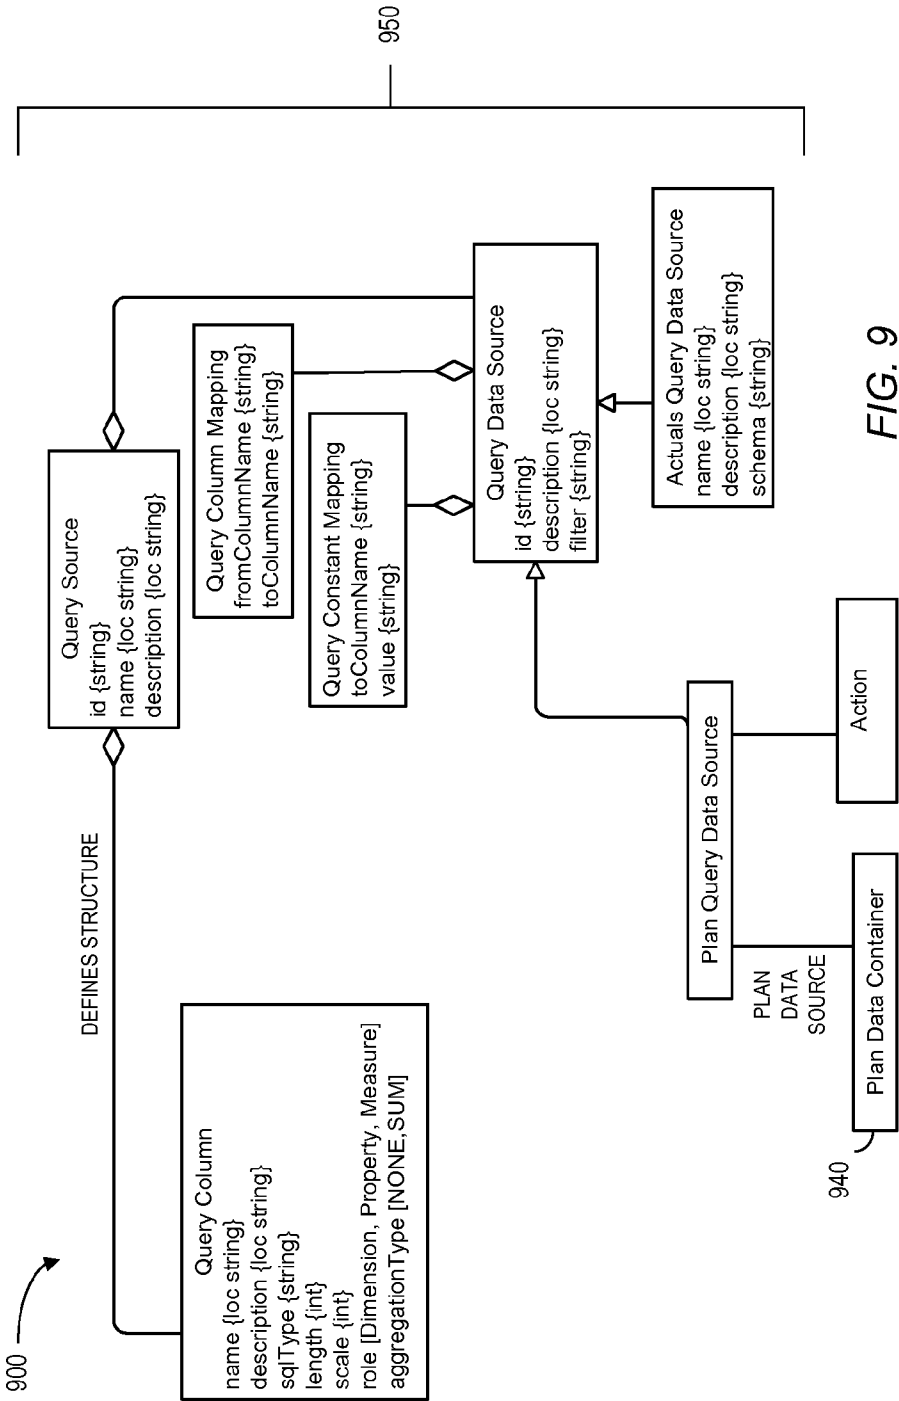 900
950
DEFINES STRUCTURE
Query Column
name {loc string}
description {loc string}
sqlType {string}
length {int}
scale {int}
role [Dimension, Property, Measure]
aggregationType [NONE,SUM]
Query Source
id {string}
name {loc string}
description {loc string}
Query Column Mapping
fromColumnName {string}
toColumnName {string}
Query Constant Mapping
toColumnName {string}
value {string}
Query Data Source
id {string}
description {loc string}
filter {string}
Actuals Query Data Source
name {loc string}
description {loc string}
schema {string}
Plan Query Data Source
PLAN
DATA
SOURCE
Plan Data Container
940
Action
FIG. 9